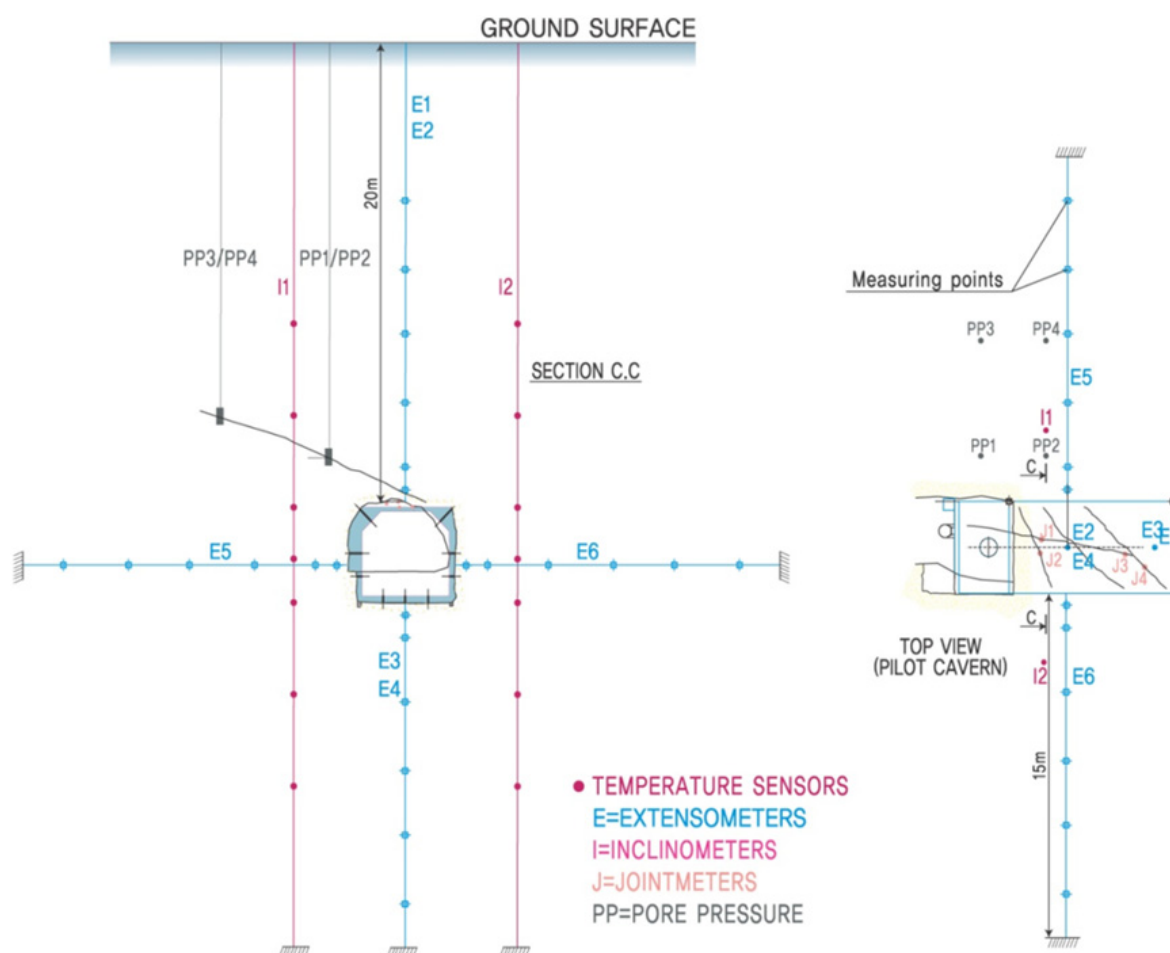 GROUND SURFACE
E1
E2
20m
PP3/PP4
PP1/PP2
I1
I2
SECTION C.C
E5
E6
E3
E4
TEMPERATURE SENSORS
E=EXTENSOMETERS
I=INCLINOMETERS
J=JOINTMETERS
PP=PORE PRESSURE
Measuring points
PP3
PP4
E5
I1
PP1
PP2
C
J1
E2
E3
J2
E4
J3
J4
C
TOP VIEW
(PILOT CAVERN)
I2
E6
15m